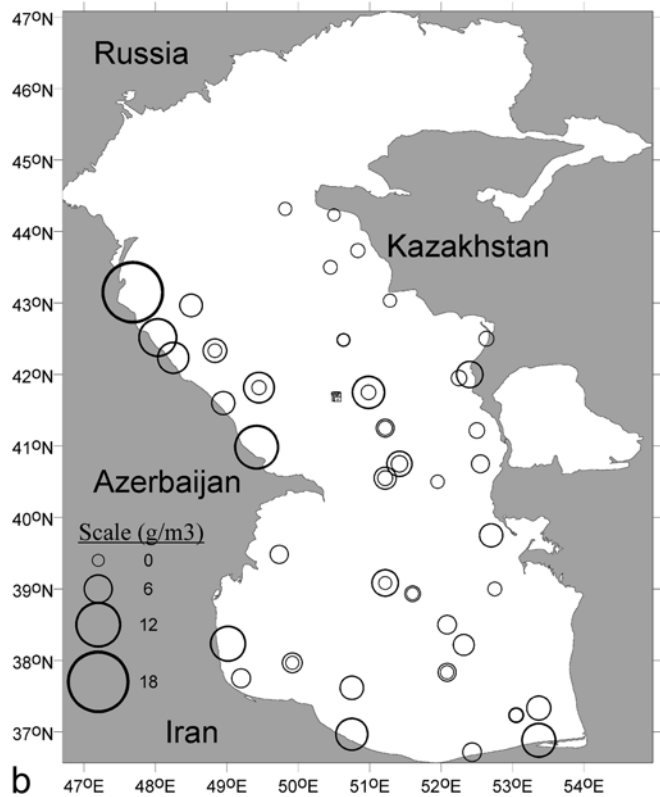 47ºN
Russia
46ºN
45ºN
44ºN
Kazakhstan
43ºN
42ºN
41ºN
Azerbaijan
40ºN
Scale (g/m3)
0
39ºN
6
12
38ºN
18
37ºN
Iran
b
47ºE 48ºE 49ºE 50ºE 51ºE 52ºE 53ºE 54ºE